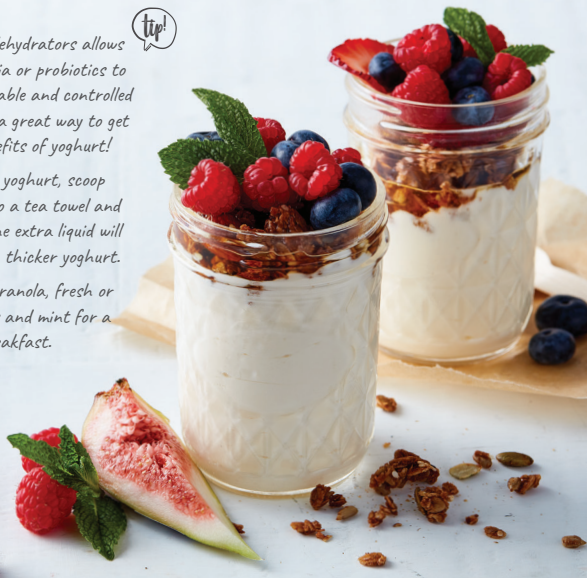 tip!
ehydrators allows
ia or probiotics to
able and controlled
a great way to get
efits of yoghurt!
yoghurt, scoop
o a tea towel and
he extra liquid will
thicker yoghurt.
ranola, fresh or
and mint for a
akfast.